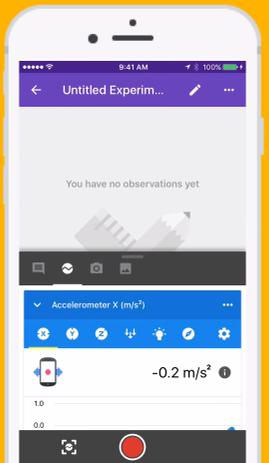 9:41 AM
100%
Untitled Experim...
You have no observations yet
Accelerometer X (m/s²)
X Y Z
-0.2 m/s²
1.0
0.0